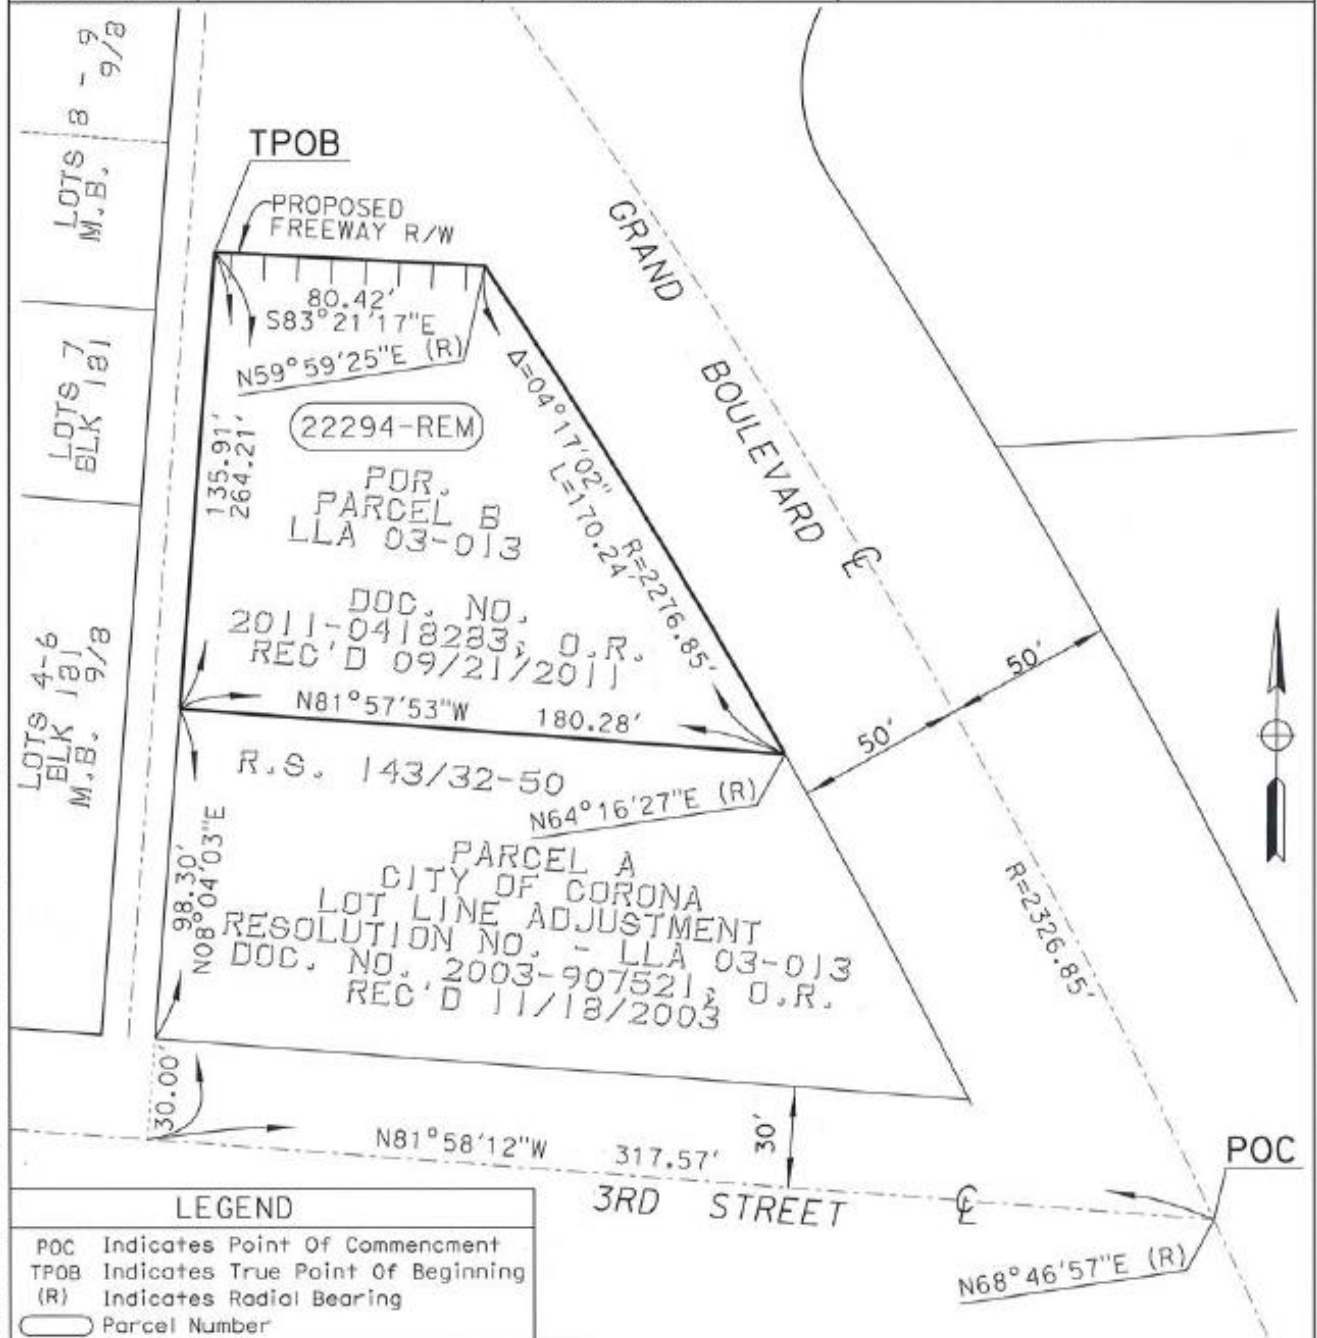 LOTS 8 - 9
M.B. 9/8
TPOB
PROPOSED
FREEWAY R/W
80.42'
S83°21'17"E
N59°59'25"E (R)
22294-REM
GRAND BOULEVARD
℄
LOTS 7
BLK 181
135.91'
264.21'
Δ=04°17'02"
L=170.24'
R=2276.85'
POR.
PARCEL B
LLA 03-013
DOC. NO.
2011-0418283, O.R.
REC'D 09/21/2011
LOTS 4-6
BLK 181
M.B. 9/8
N81°57'53"W 180.28'
50'
50'
R.S. 143/32-50
N64°16'27"E (R)
98.30'
N08°04'03"E
PARCEL A
CITY OF CORONA
LOT LINE ADJUSTMENT
RESOLUTION NO. - LLA 03-013
DOC. NO. 2003-907521, O.R.
REC'D 11/18/2003
R=2326.85'
30.00'
30'
N81°58'12"W 317.57'
3RD STREET ℄
POC
N68°46'57"E (R)
LEGEND
POC Indicates Point Of Commencment
TPOB Indicates True Point Of Beginning
(R) Indicates Radial Bearing
Parcel Number